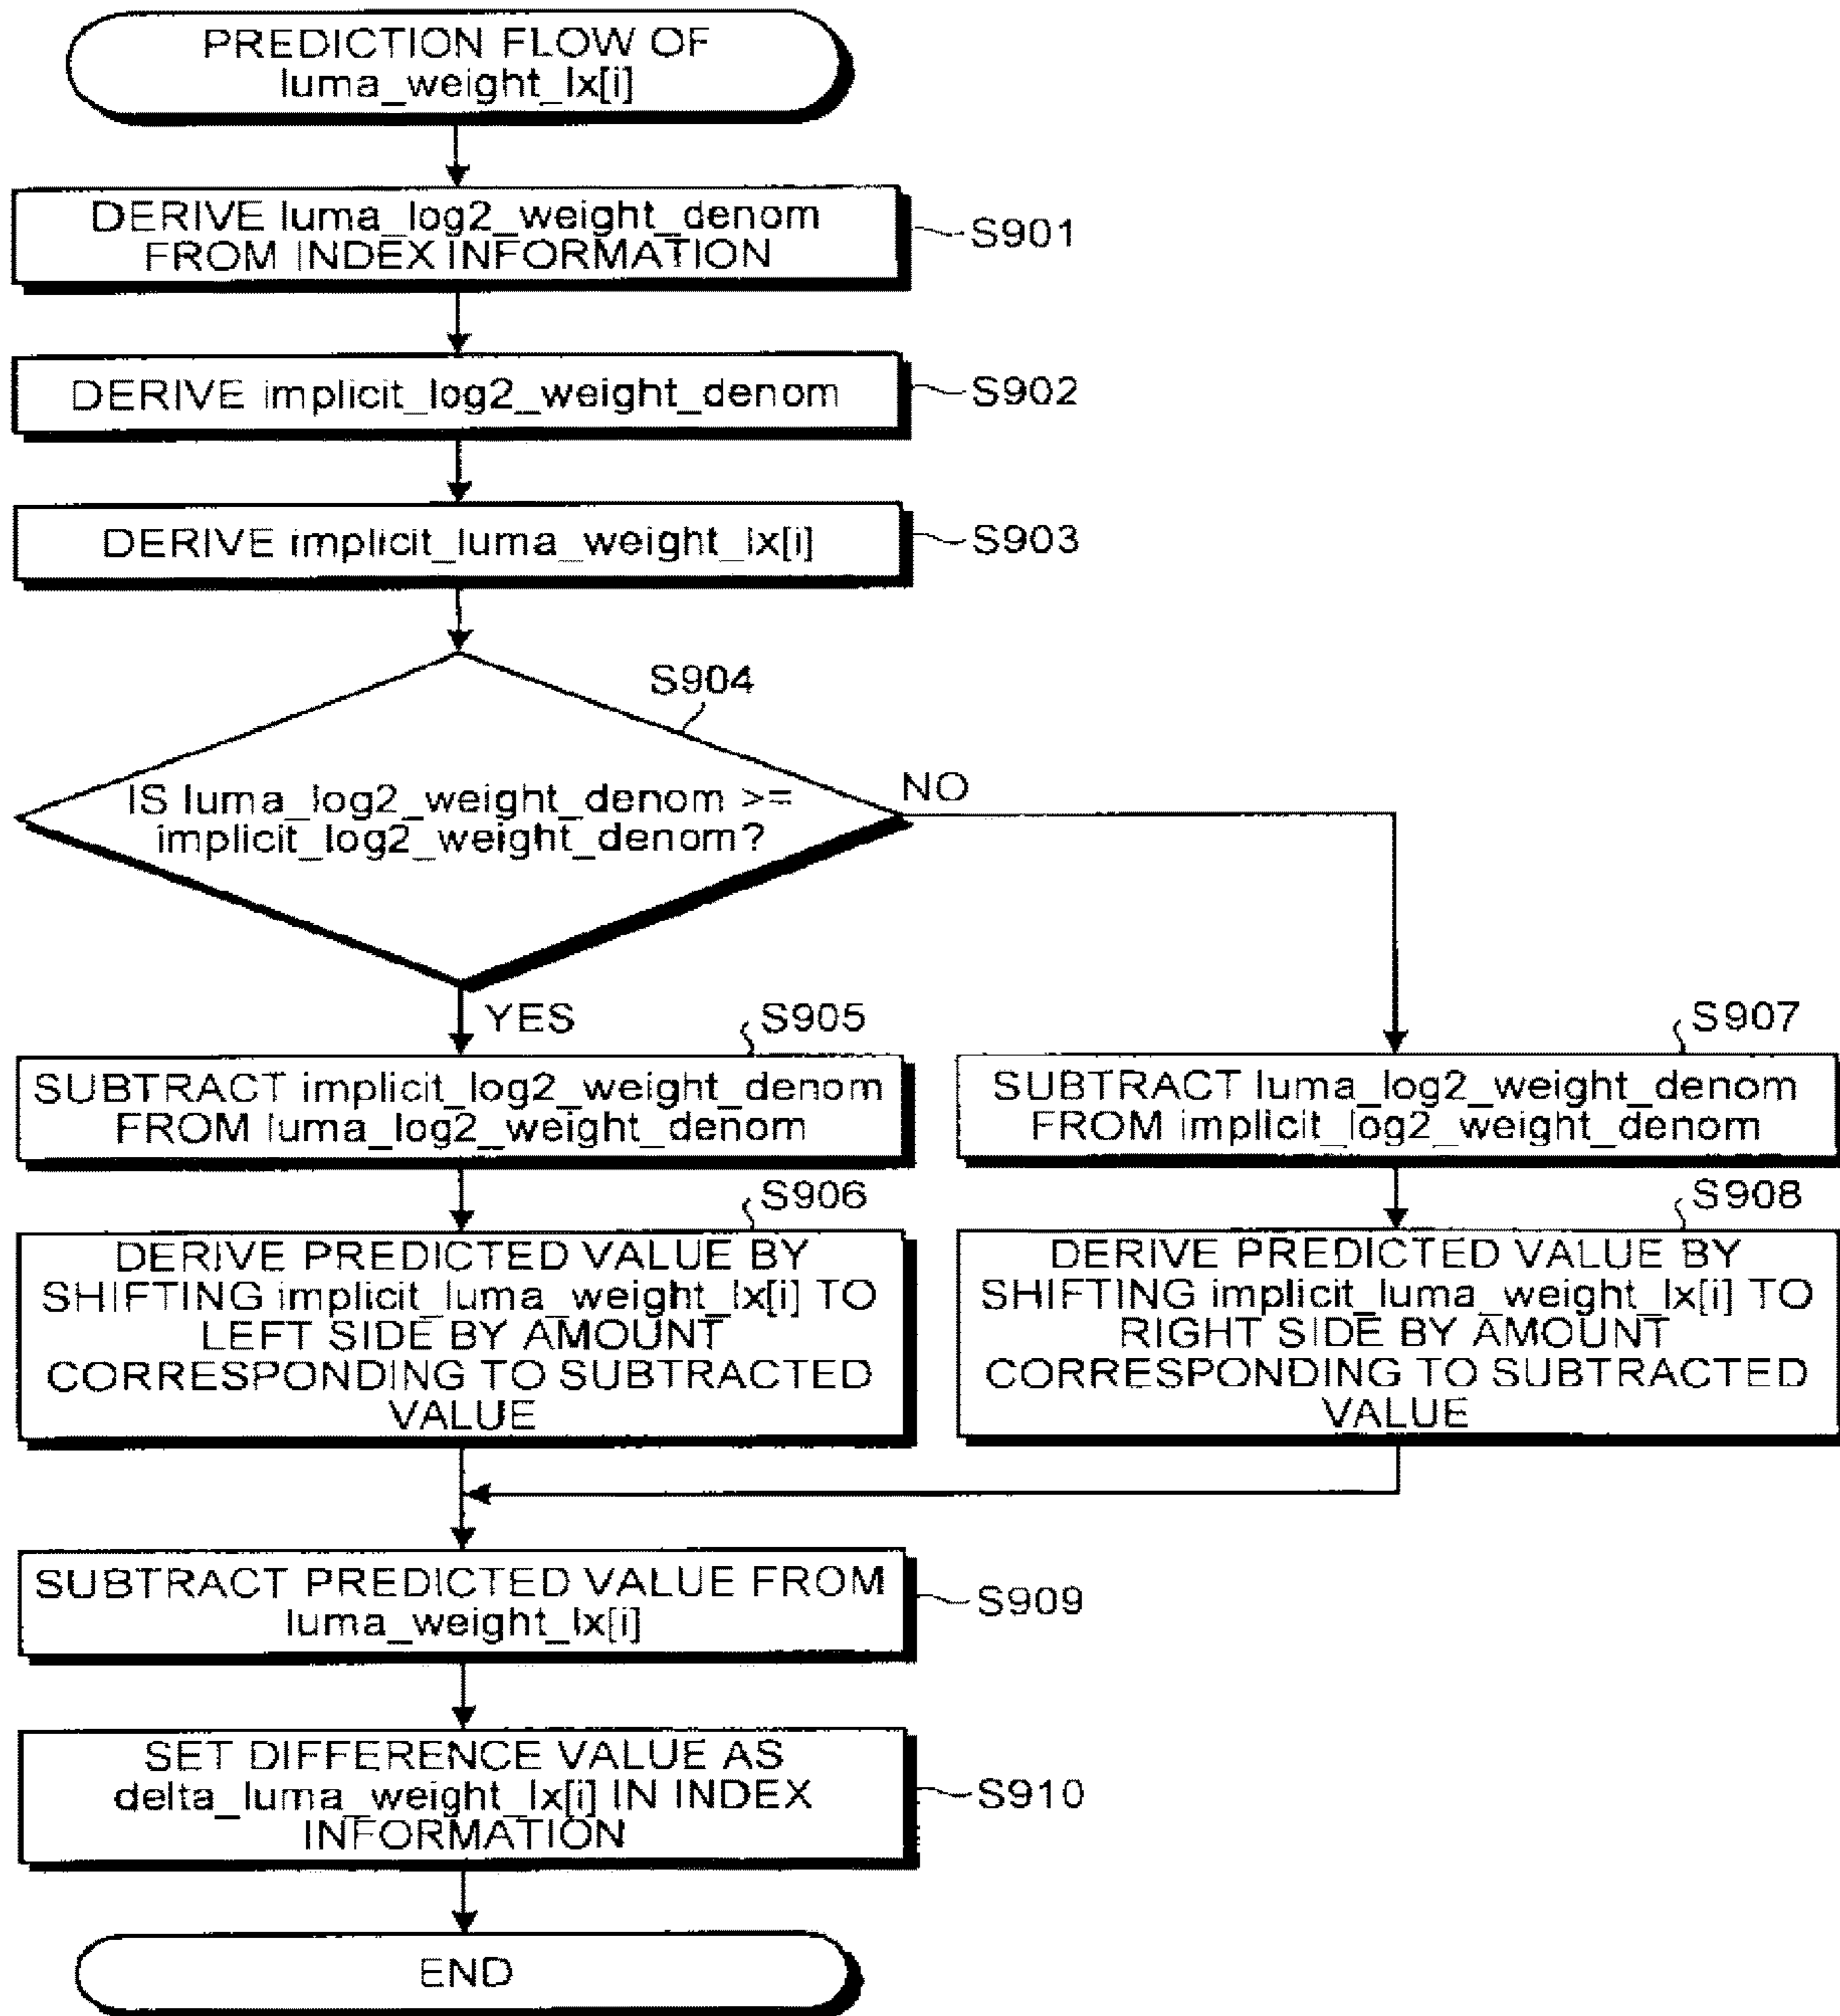 PREDICTION FLOW OF
luma_weight_lx[i]
DERIVE luma_log2_weight_denom
FROM INDEX INFORMATION
S901
DERIVE implicit_log2_weight_denom
S902
DERIVE implicit_luma_weight_lx[i]
S903
S904
IS luma_log2_weight_denom >=
implicit_log2_weight_denom?
NO
YES
S905
SUBTRACT implicit_log2_weight_denom
FROM luma_log2_weight_denom
S907
SUBTRACT luma_log2_weight_denom
FROM implicit_log2_weight_denom
S906
DERIVE PREDICTED VALUE BY
SHIFTING implicit_luma_weight_lx[i] TO
LEFT SIDE BY AMOUNT
CORRESPONDING TO SUBTRACTED
VALUE
S908
DERIVE PREDICTED VALUE BY
SHIFTING implicit_luma_weight_lx[i] TO
RIGHT SIDE BY AMOUNT
CORRESPONDING TO SUBTRACTED
VALUE
SUBTRACT PREDICTED VALUE FROM
luma_weight_lx[i]
S909
SET DIFFERENCE VALUE AS
delta_luma_weight_lx[i] IN INDEX
INFORMATION
S910
END